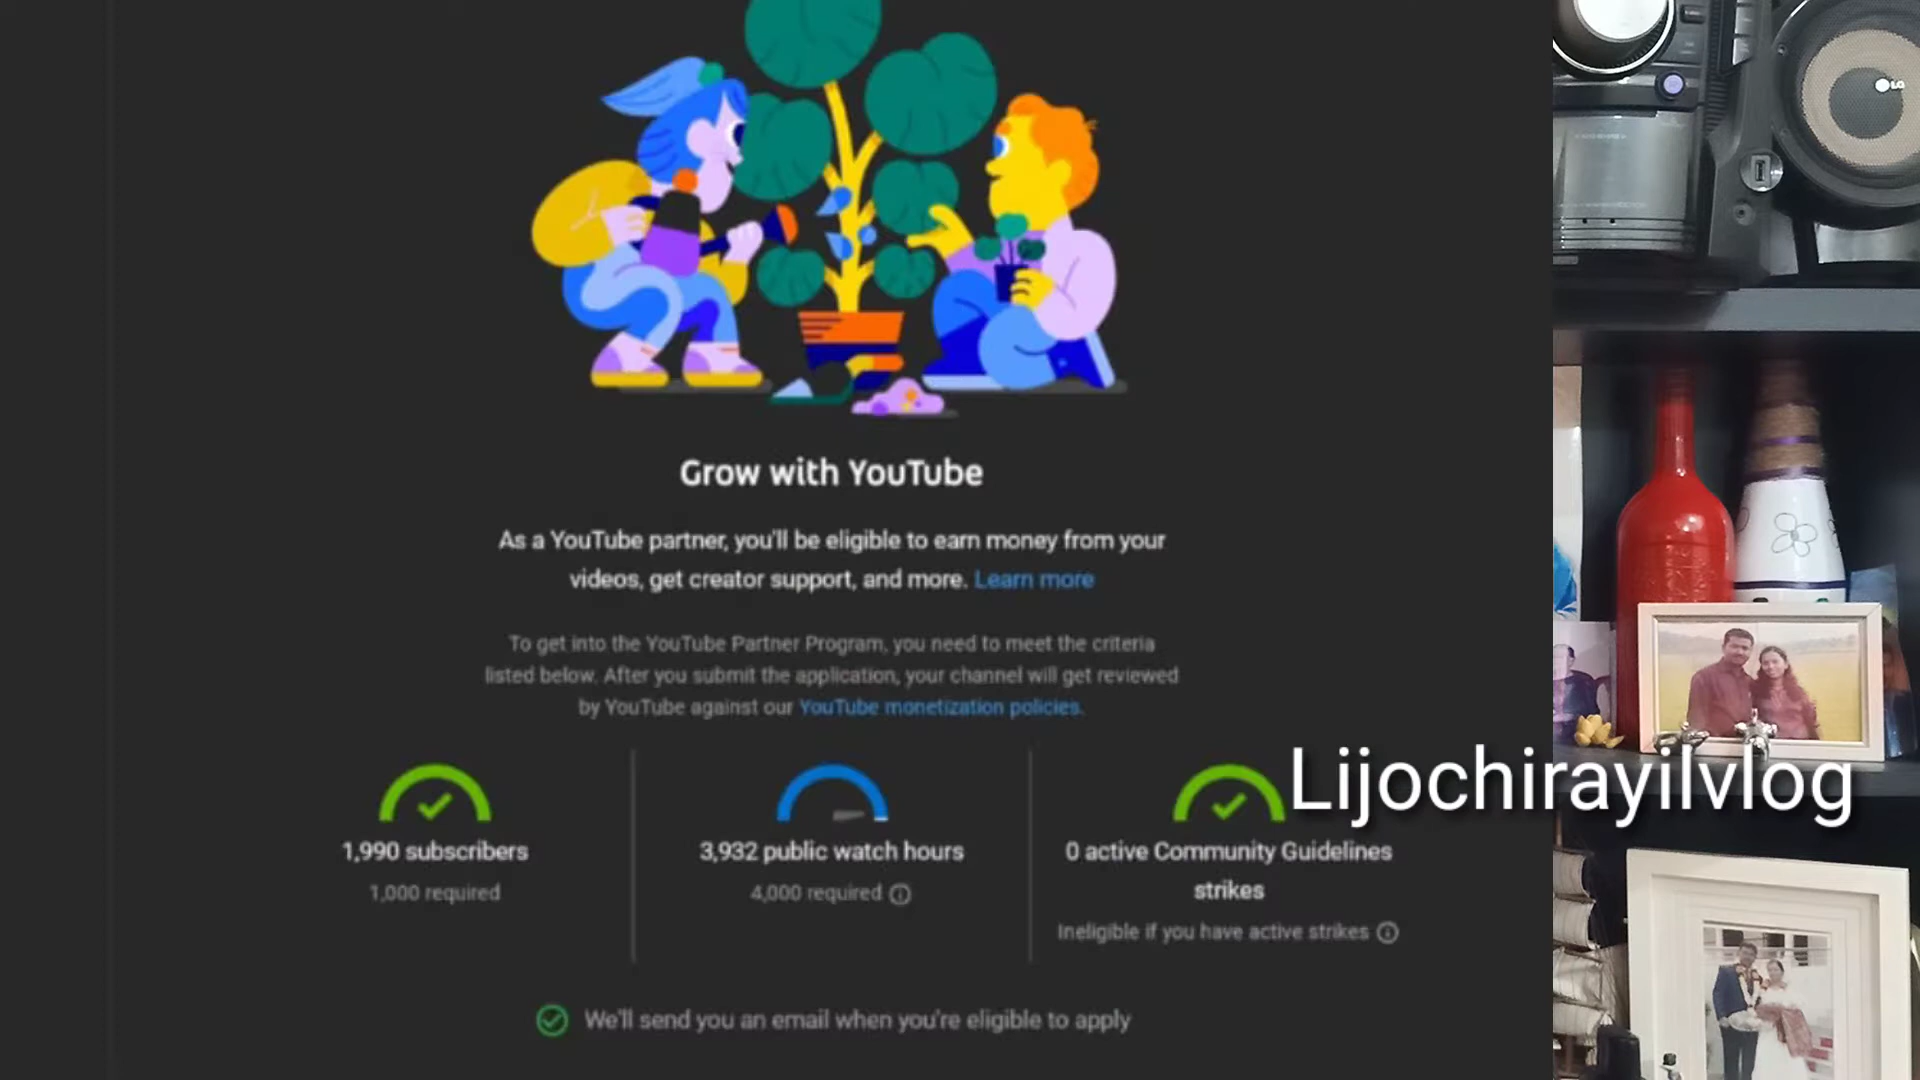 LG
Grow with YouTube
As a YouTube partner, you'll be eligible to earn money from your
videos, get creator support, and more. Learn more
To get into the YouTube Partner Program, you need to meet the criteria
listed below. After you submit the application, your channel will get reviewed
by YouTube against our YouTube monetization policies.
Lijochirayilvlog
1,990 subscribers
1,000 required
3,932 public watch hours
4,000 required
0 active Community Guidelines
strikes
Ineligible if you have active strikes
We'll send you an email when you're eligible to apply